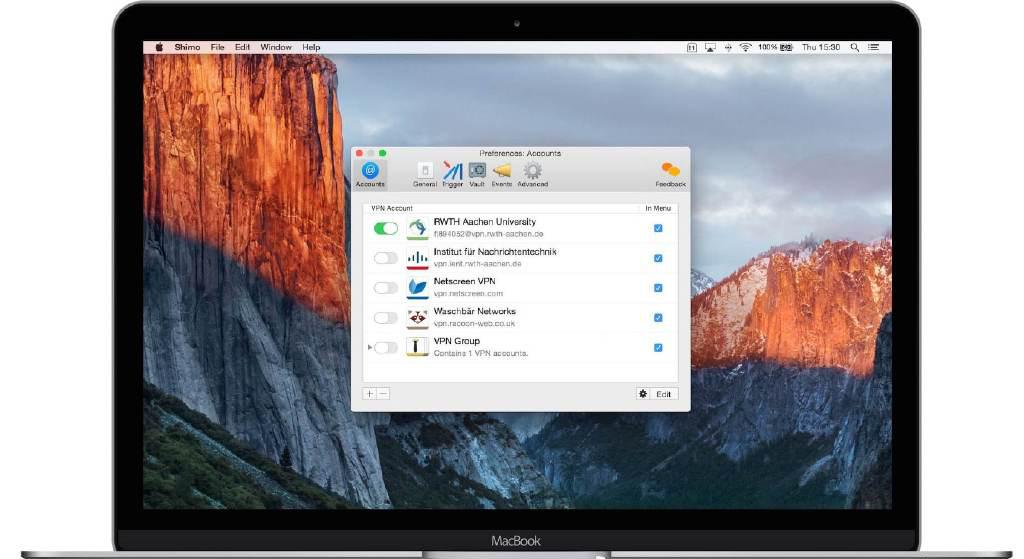 Shimo File Edit Window Help
100%
Thu 15:30
Preferences: Accounts
Accounts General Trigger Vault Events Advanced Feedback
VPN Account In Menu
RWTH Aachen University
fi894052@vpn.rwth-aachen.de
Institut für Nachrichtentechnik
vpn.ient.rwth-aachen.de
Netscreen VPN
vpn.netscreen.com
Waschbär Networks
vpn.racoon-web.co.uk
VPN Group
Contains 1 VPN accounts.
Edit
MacBook